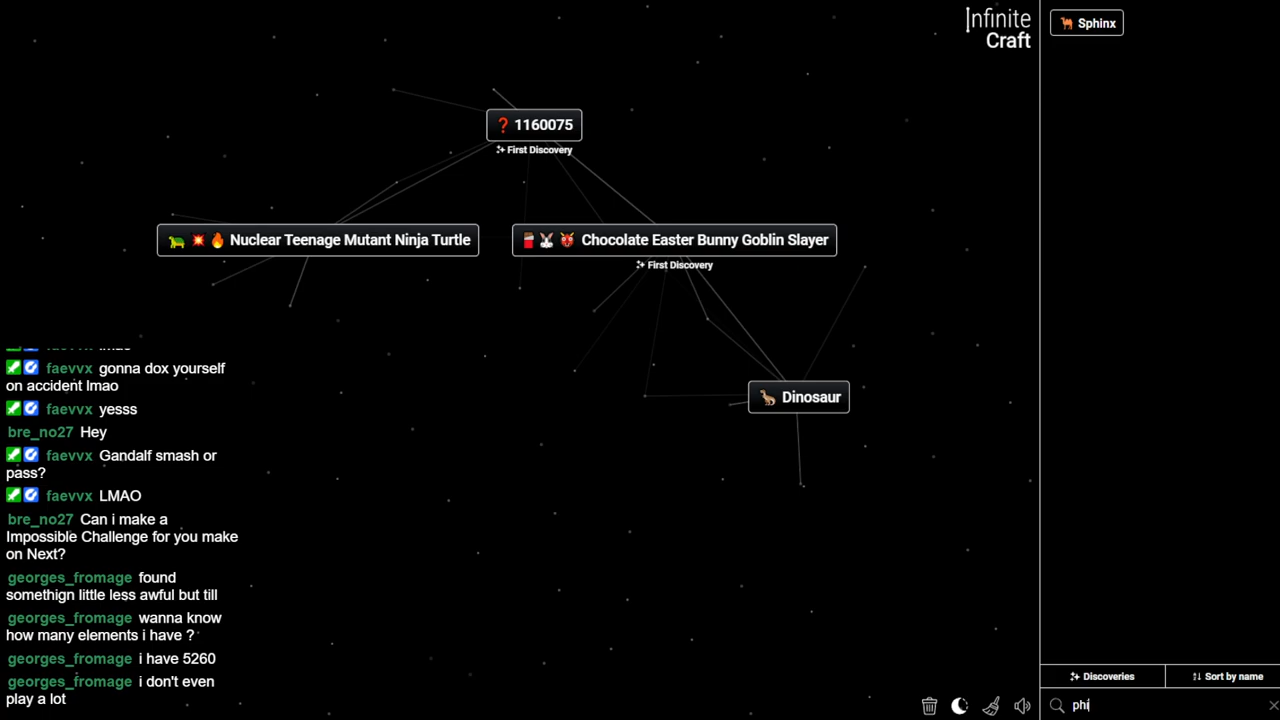 Infinite
Craft
Sphinx
❓ 1160075
First Discovery
Nuclear Teenage Mutant Ninja Turtle
Chocolate Easter Bunny Goblin Slayer
First Discovery
Dinosaur
faevvx gonna dox yourself
on accident lmao
faevvx yesss
bre_no27 Hey
faevvx Gandalf smash or
pass?
faevvx LMAO
bre_no27 Can i make a
Impossible Challenge for you make
on Next?
georges_fromage found
somethign little less awful but till
georges_fromage wanna know
how many elements i have ?
georges_fromage i have 5260
georges_fromage i don't even
play a lot
Discoveries
Sort by name
phi